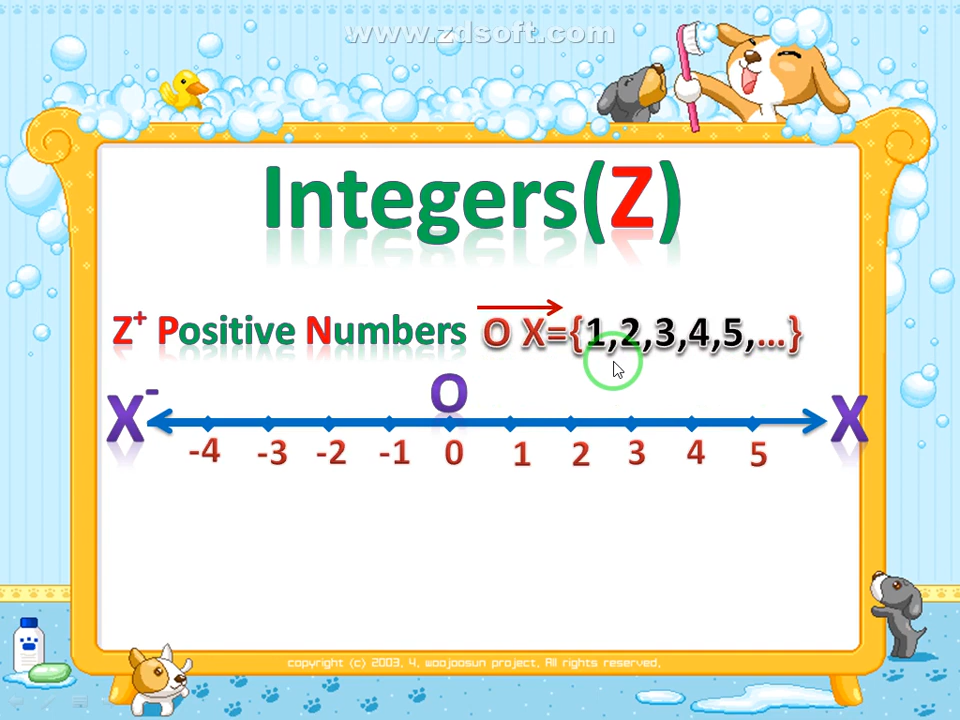 www.zdsoft.com
Integers(Z)
Z⁺ Positive Numbers O X={1,2,3,4,5,...}
O
X⁻ X
-4 -3 -2 -1 0 1 2 3 4 5
copyright (c) 2003, 4, woojoosun project, All rights reserved,